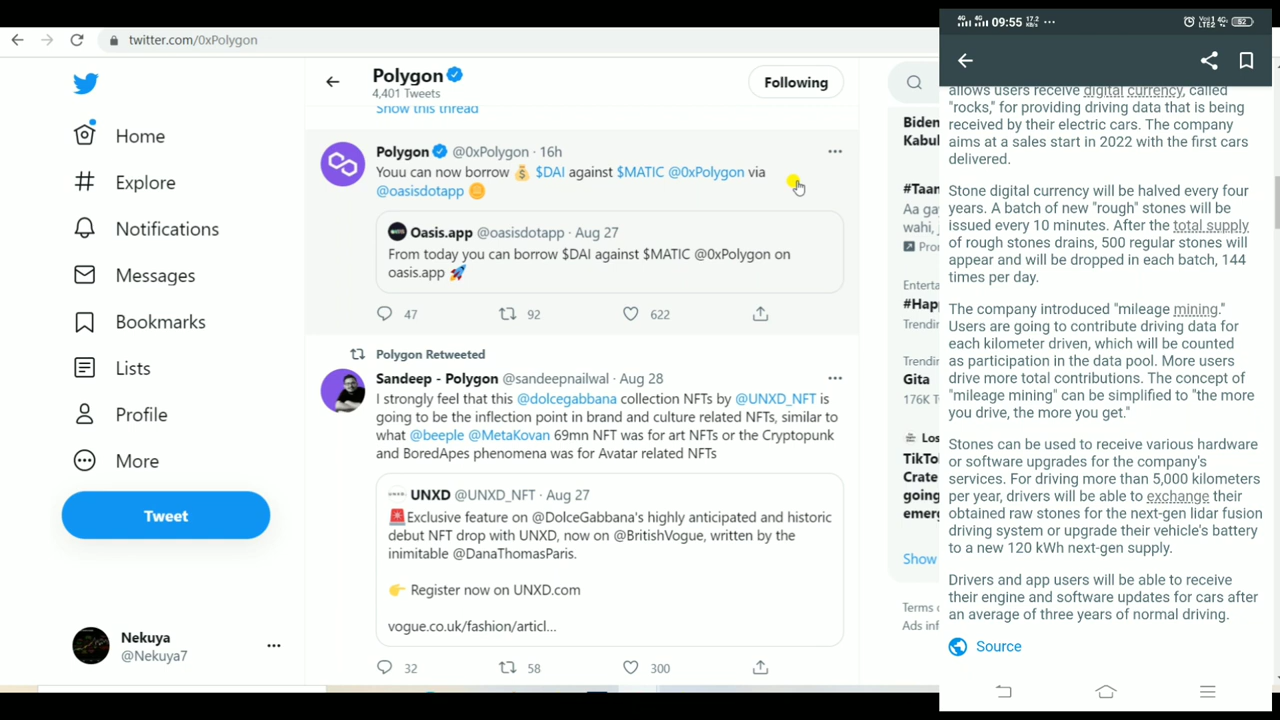 twitter.com/0xPolygon
Home
Explore
Notifications
Messages
Bookmarks
Lists
Profile
More
Tweet
Nekuya
@Nekuya7
Polygon
4,401 Tweets
Following
Show this thread
Polygon @0xPolygon · 16h
Youu can now borrow 💰 $DAI against $MATIC @0xPolygon via
@oasisdotapp 🪙
Oasis.app @oasisdotapp · Aug 27
From today you can borrow $DAI against $MATIC @0xPolygon on
oasis.app 🚀
47 92 622
Polygon Retweeted
Sandeep - Polygon @sandeepnailwal · Aug 28
I strongly feel that this @dolcegabbana collection NFTs by @UNXD_NFT is
going to be the inflection point in brand and culture related NFTs, similar to
what @beeple @MetaKovan 69mn NFT was for art NFTs or the Cryptopunk
and BoredApes phenomena was for Avatar related NFTs
UNXD @UNXD_NFT · Aug 27
🚨Exclusive feature on @DolceGabbana's highly anticipated and historic
debut NFT drop with UNXD, now on @BritishVogue, written by the
inimitable @DanaThomasParis.
👉 Register now on UNXD.com
vogue.co.uk/fashion/articl...
32 58 300
Biden
Kabul
#Taan
Aa ga
wahi, j
Pro
Enterta
#Hap
Trendin
Trendin
Gita
176K T
Los
TikTo
Crate
going
emer
Show
Terms
Ads inf
4G 4G 09:55 17.2 KB/s ···
LTE2 4G 92
allows users receive digital currency, called
"rocks," for providing driving data that is being
received by their electric cars. The company
aims at a sales start in 2022 with the first cars
delivered.
Stone digital currency will be halved every four
years. A batch of new "rough" stones will be
issued every 10 minutes. After the total supply
of rough stones drains, 500 regular stones will
appear and will be dropped in each batch, 144
times per day.
The company introduced "mileage mining."
Users are going to contribute driving data for
each kilometer driven, which will be counted
as participation in the data pool. More users
drive more total contributions. The concept of
"mileage mining" can be simplified to "the more
you drive, the more you get."
Stones can be used to receive various hardware
or software upgrades for the company's
services. For driving more than 5,000 kilometers
per year, drivers will be able to exchange their
obtained raw stones for the next-gen lidar fusion
driving system or upgrade their vehicle's battery
to a new 120 kWh next-gen supply.
Drivers and app users will be able to receive
their engine and software updates for cars after
an average of three years of normal driving.
Source